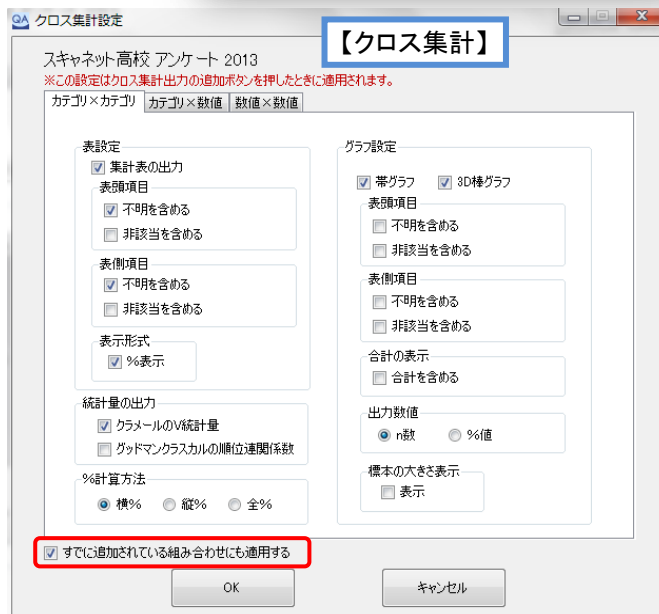 QA クロス集計設定
【クロス集計】
スキャネット高校 アンケート 2013
※この設定はクロス集計出力の追加ボタンを押したときに適用されます。
カテゴリ×カテゴリ カテゴリ×数値 数値×数値
表設定
集計表の出力
表頭項目
不明を含める
非該当を含める
表側項目
不明を含める
非該当を含める
表示形式
%表示
統計量の出力
クラメールのV統計量
グッドマンクラスカルの順位連関係数
%計算方法
横% 縦% 全%
グラフ設定
帯グラフ 3D棒グラフ
表頭項目
不明を含める
非該当を含める
表側項目
不明を含める
非該当を含める
合計の表示
合計を含める
出力数値
n数 %値
標本の大きさ表示
表示
すでに追加されている組み合わせにも適用する
OK キャンセル